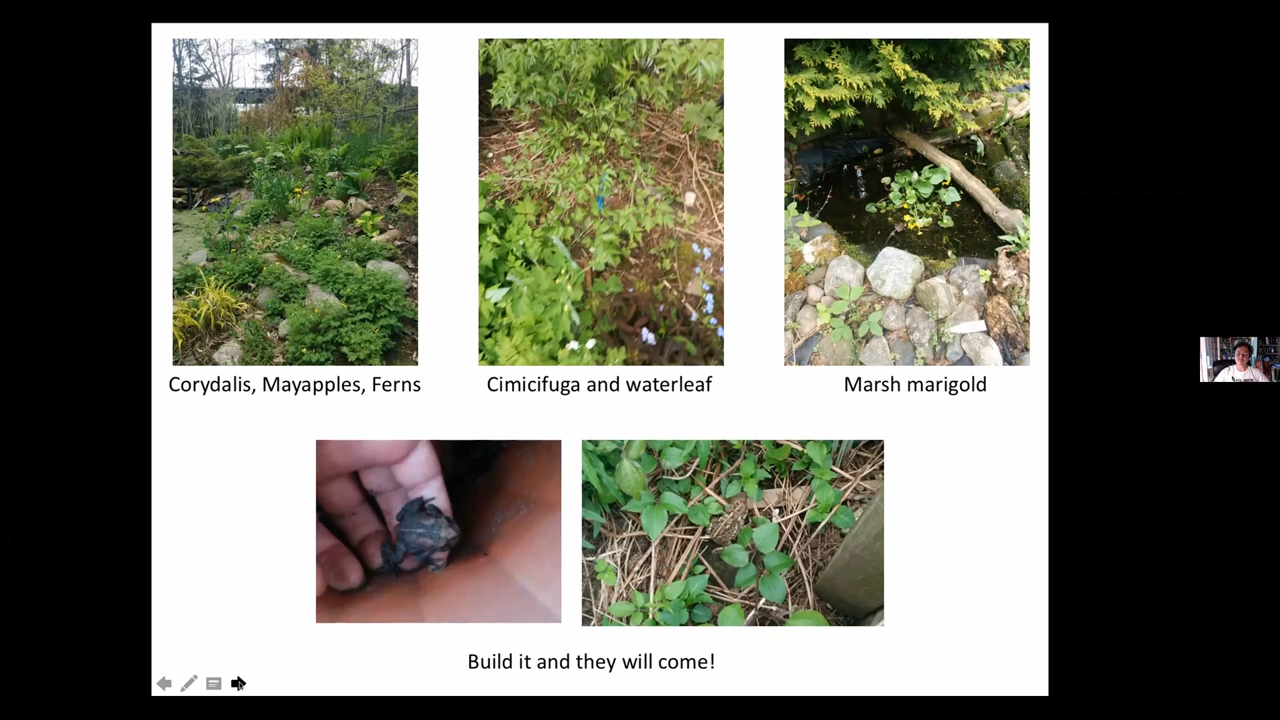 Corydalis, Mayapples, Ferns
Cimicifuga and waterleaf
Marsh marigold
Build it and they will come!